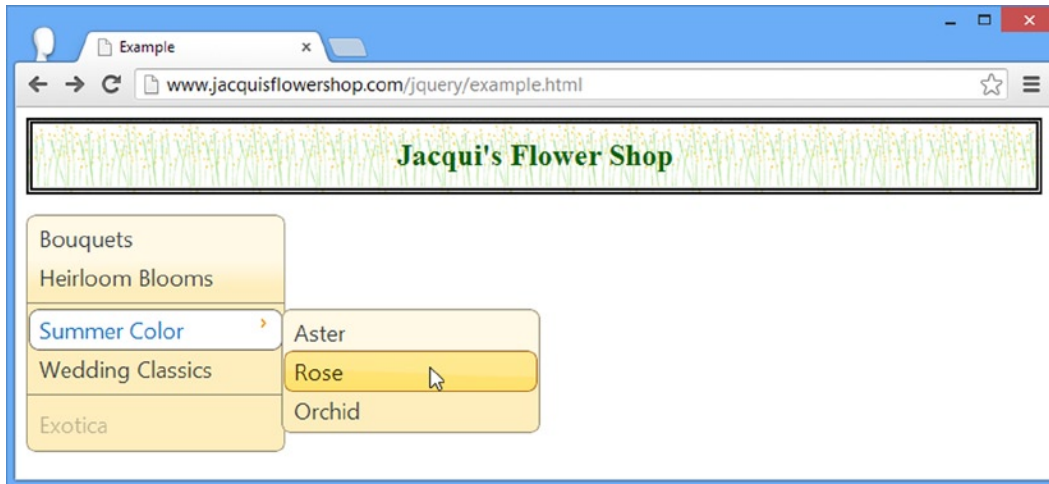 Example
www.jacquisflowershop.com/jquery/example.html
Jacqui's Flower Shop
Bouquets
Heirloom Blooms
Summer Color
Aster
Wedding Classics
Rose
Orchid
Exotica